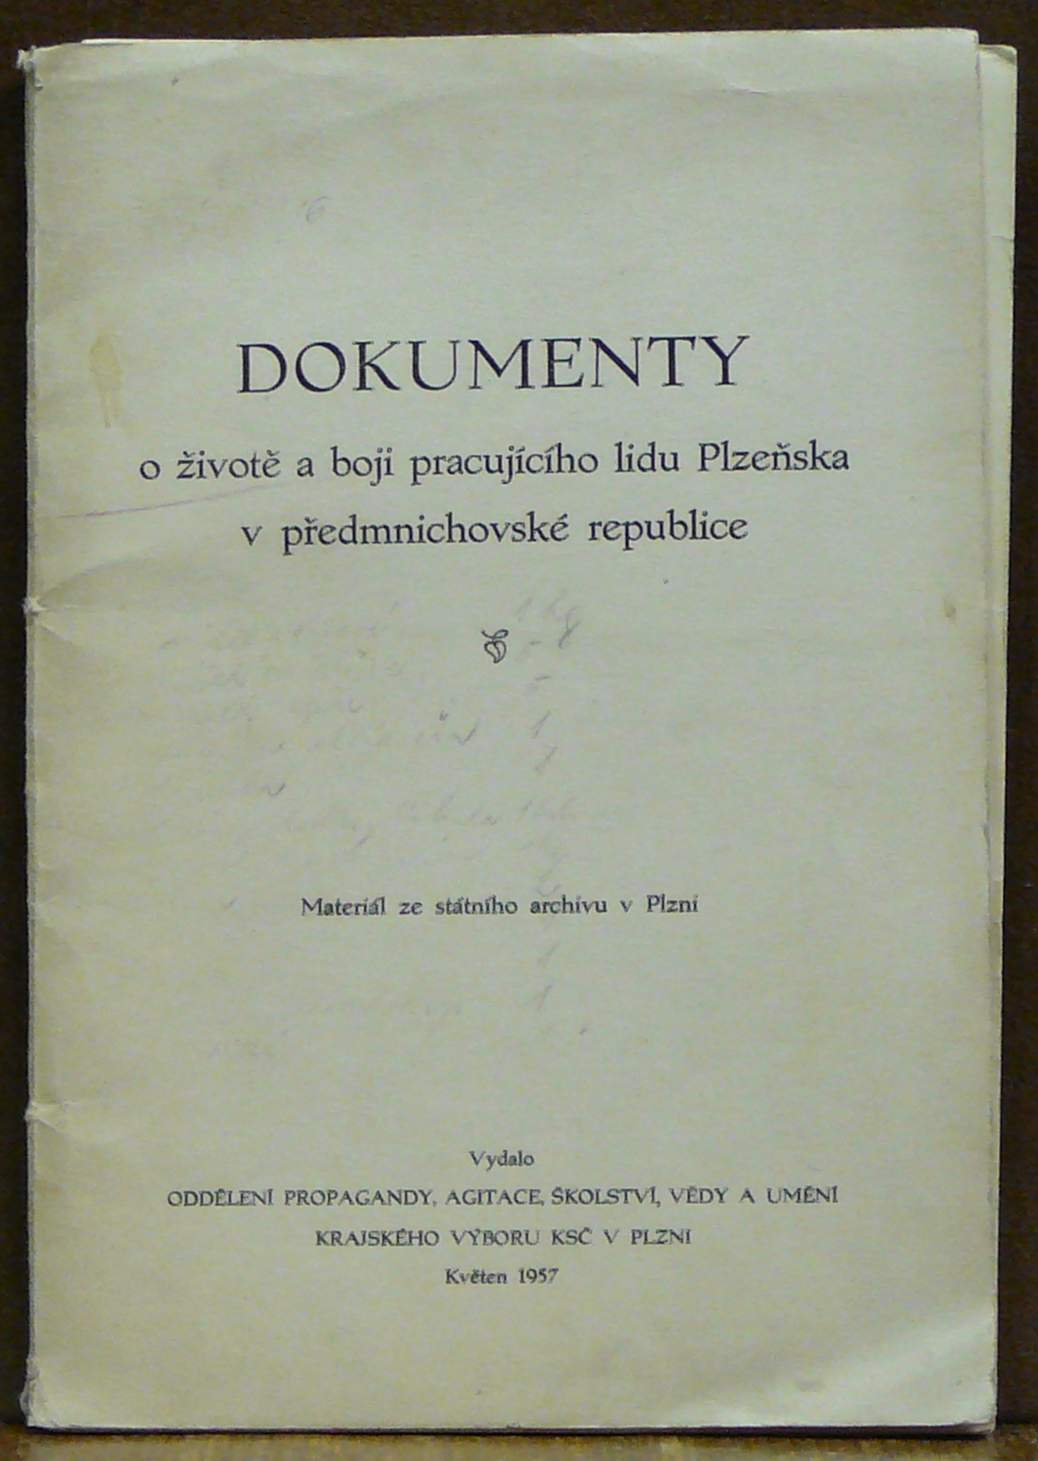 DOKUMENTY
o životě a boji pracujícího lidu Plzeňska
v předmnichovské republice
Materiál ze státního archivu v Plzni
Vydalo
ODDĚLENÍ PROPAGANDY, AGITACE, ŠKOLSTVÍ, VĚDY A UMĚNÍ
KRAJSKÉHO VÝBORU KSČ V PLZNI
Květen 1957